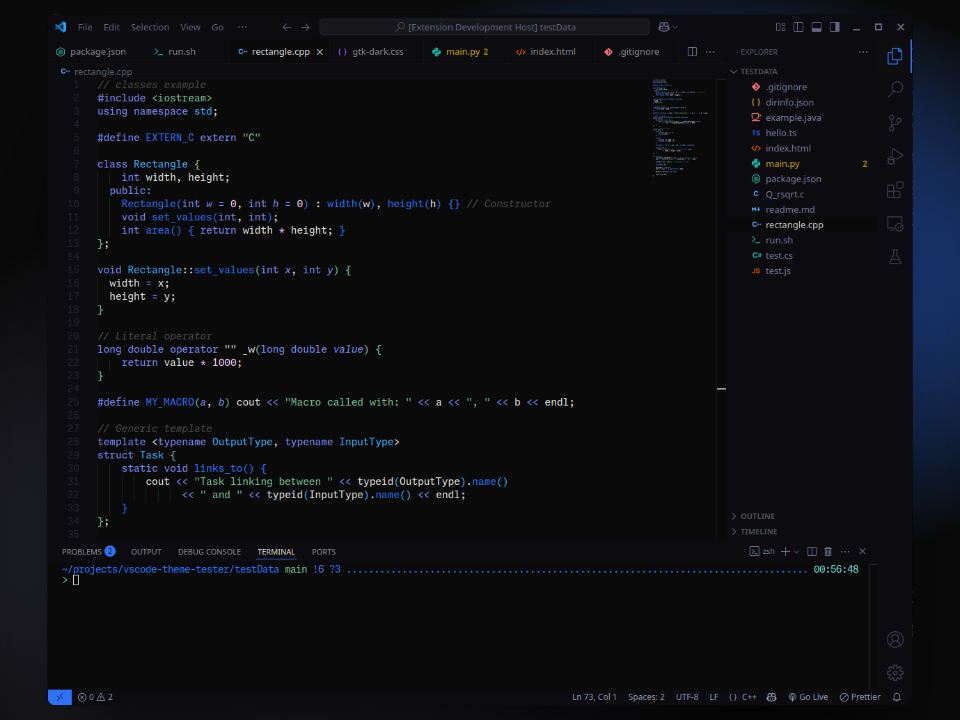 File Edit Selection View Go ··· [Extension Development Host] testData
package.json run.sh rectangle.cpp gtk-dark.css main.py 2 index.html .gitignore
rectangle.cpp
1 // classes example
2 #include <iostream>
3 using namespace std;
4
5 #define EXTERN_C extern "C"
6
7 class Rectangle {
8 int width, height;
9 public:
10 Rectangle(int w = 0, int h = 0) : width(w), height(h) {} // Constructor
11 void set_values(int, int);
12 int area() { return width * height; }
13 };
14
15 void Rectangle::set_values(int x, int y) {
16 width = x;
17 height = y;
18 }
19
20 // Literal operator
21 long double operator "" _w(long double value) {
22 return value * 1000;
23 }
24
25 #define MY_MACRO(a, b) cout << "Macro called with: " << a << ", " << b << endl;
26
27 // Generic template
28 template <typename OutputType, typename InputType>
29 struct Task {
30 static void links_to() {
31 cout << "Task linking between " << typeid(OutputType).name()
32 << " and " << typeid(InputType).name() << endl;
33 }
34 };
35
EXPLORER
TESTDATA
.gitignore
{ } dirinfo.json
example.java
TS hello.ts
index.html
main.py 2
package.json
C Q_rsqrt.c
readme.md
C++ rectangle.cpp
run.sh
C# test.cs
JS test.js
OUTLINE
TIMELINE
PROBLEMS 2 OUTPUT DEBUG CONSOLE TERMINAL PORTS zsh
~/projects/vscode-theme-tester/testData main !6 ?3 ............................................................................. 00:56:48
>
0 2 Ln 73, Col 1 Spaces: 2 UTF-8 LF { } C++ Go Live Prettier